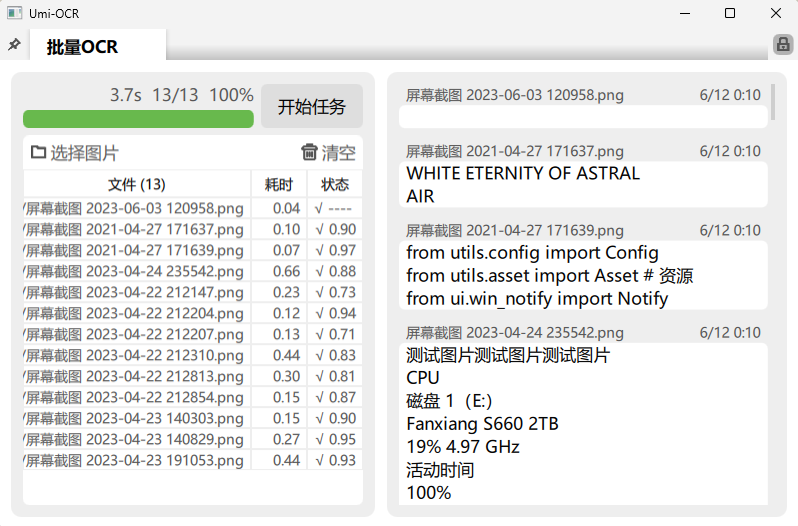 Umi-OCR
批量OCR
3.7s 13/13 100%
开始任务
选择图片 清空
文件 (13) 耗时 状态
/屏幕截图 2023-06-03 120958.png 0.04 √ ----
/屏幕截图 2021-04-27 171637.png 0.10 √ 0.90
/屏幕截图 2021-04-27 171639.png 0.07 √ 0.97
/屏幕截图 2023-04-24 235542.png 0.66 √ 0.88
/屏幕截图 2023-04-22 212147.png 0.23 √ 0.73
/屏幕截图 2023-04-22 212204.png 0.12 √ 0.94
/屏幕截图 2023-04-22 212207.png 0.13 √ 0.71
/屏幕截图 2023-04-22 212310.png 0.44 √ 0.83
/屏幕截图 2023-04-22 212813.png 0.30 √ 0.81
/屏幕截图 2023-04-22 212854.png 0.15 √ 0.87
/屏幕截图 2023-04-23 140303.png 0.15 √ 0.90
/屏幕截图 2023-04-23 140829.png 0.27 √ 0.95
/屏幕截图 2023-04-23 191053.png 0.44 √ 0.93
屏幕截图 2023-06-03 120958.png 6/12 0:10
屏幕截图 2021-04-27 171637.png 6/12 0:10
WHITE ETERNITY OF ASTRAL
AIR
屏幕截图 2021-04-27 171639.png 6/12 0:10
from utils.config import Config
from utils.asset import Asset # 资源
from ui.win_notify import Notify
屏幕截图 2023-04-24 235542.png 6/12 0:10
测试图片测试图片测试图片
CPU
磁盘 1（E:）
Fanxiang S660 2TB
19% 4.97 GHz
活动时间
100%